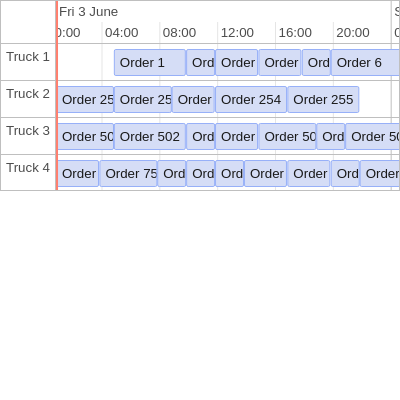 Fri 3 June S
0:00 04:00 08:00 12:00 16:00 20:00 0
Truck 1 Order 1 Ord Order Order Ord Order 6
Truck 2 Order 25 Order 25 Order Order 254 Order 255
Truck 3 Order 50 Order 502 Ord Order Order 50 Ord Order 50
Truck 4 Order Order 75 Ord Ord Ord Order Order Ord Order